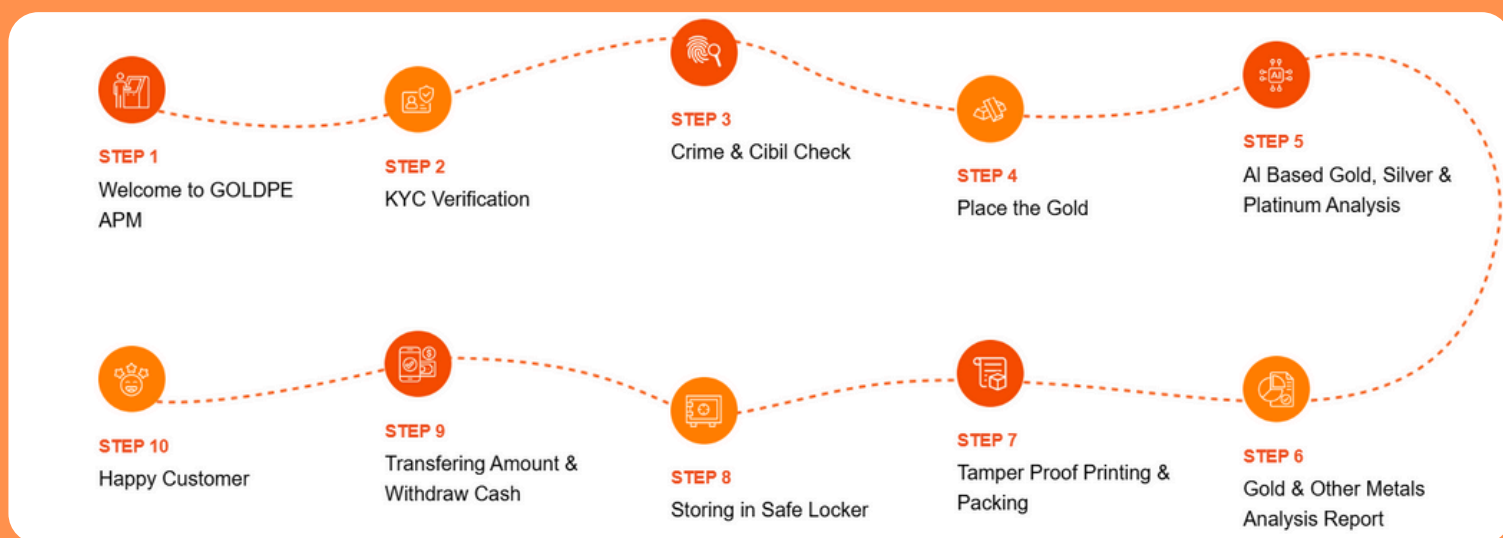 STEP 1
Welcome to GOLDPE
APM
STEP 2
KYC Verification
STEP 3
Crime & Cibil Check
STEP 4
Place the Gold
STEP 5
AI Based Gold, Silver &
Platinum Analysis
AI
STEP 6
Gold & Other Metals
Analysis Report
STEP 7
Tamper Proof Printing &
Packing
STEP 8
Storing in Safe Locker
STEP 9
Transfering Amount &
Withdraw Cash
STEP 10
Happy Customer